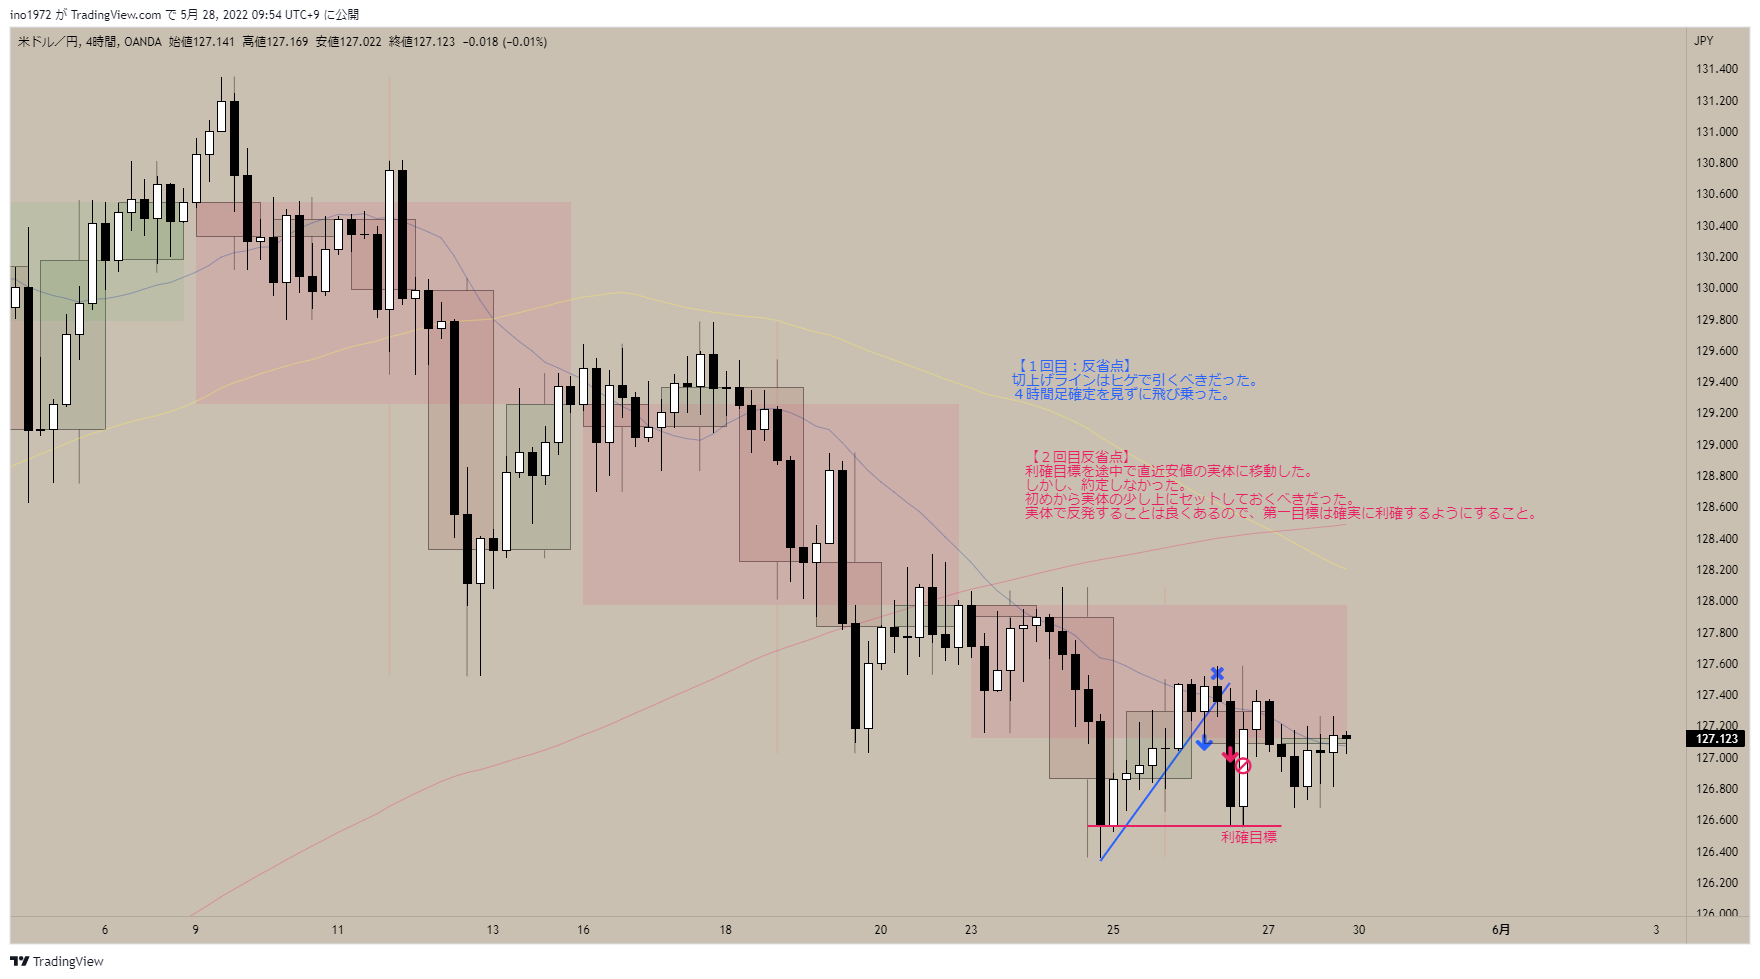 ino1972 が TradingView.com で 5月 28, 2022 09:54 UTC+9 に公開
米ドル／円, 4時間, OANDA 始値127.141 高値127.169 安値127.022 終値127.123 −0.018 (−0.01%)
JPY
131.400
131.200
131.000
130.800
130.600
130.400
130.200
130.000
129.800
129.600
129.400
129.200
129.000
128.800
128.600
128.400
128.200
128.000
127.800
127.600
127.400
127.200
127.123
127.000
126.800
126.600
126.400
126.200
126.000
【１回目：反省点】
切上げラインはヒゲで引くべきだった。
４時間足確定を見ずに飛び乗った。
【２回目反省点】
利確目標を途中で直近安値の実体に移動した。
しかし、約定しなかった。
初めから実体の少し上にセットしておくべきだった。
実体で反発することは良くあるので、第一目標は確実に利確するようにすること。
利確目標
6 9 11 13 16 18 20 23 25 27 30 6月 3
TradingView